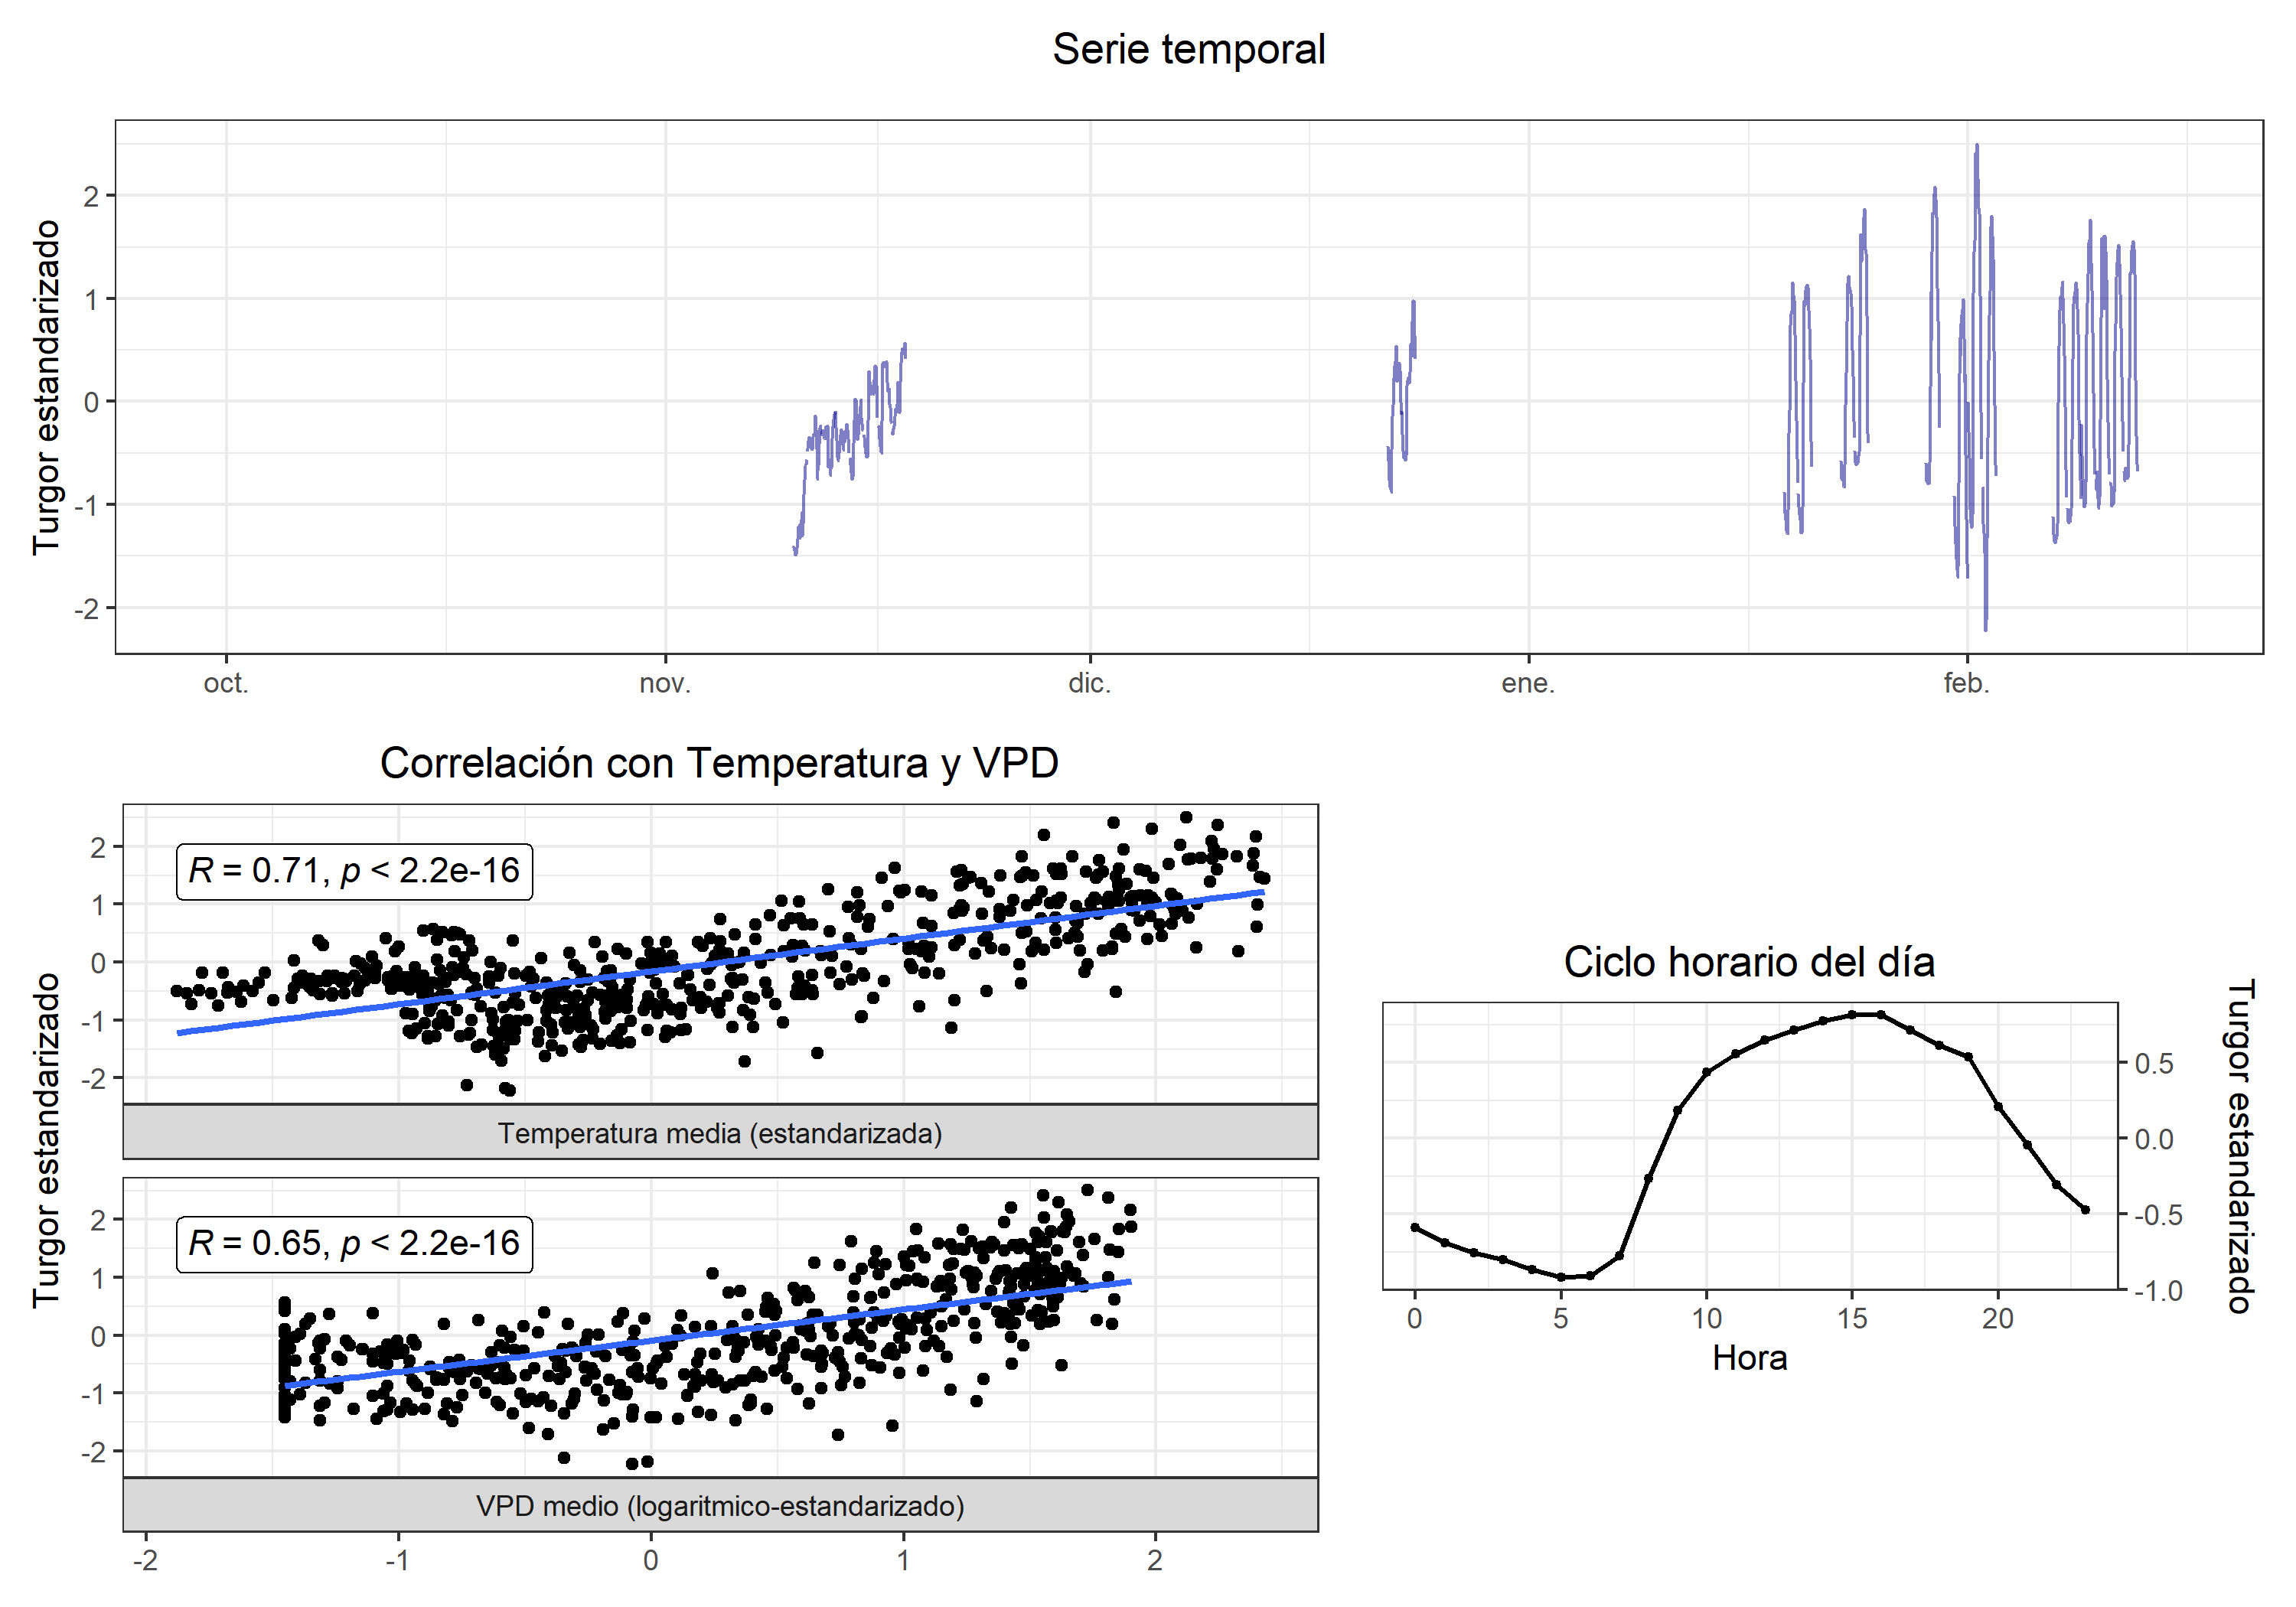 Serie temporal
Turgor estandarizado
2
1
0
-1
-2
oct.
nov.
dic.
ene.
feb.
Correlación con Temperatura y VPD
Turgor estandarizado
2
1
0
-1
-2
R = 0.71, p < 2.2e-16
Temperatura media (estandarizada)
2
1
0
-1
-2
R = 0.65, p < 2.2e-16
VPD medio (logaritmico-estandarizado)
-2
-1
0
1
2
Ciclo horario del día
0.5
0.0
-0.5
-1.0
Turgor estandarizado
0
5
10
15
20
Hora